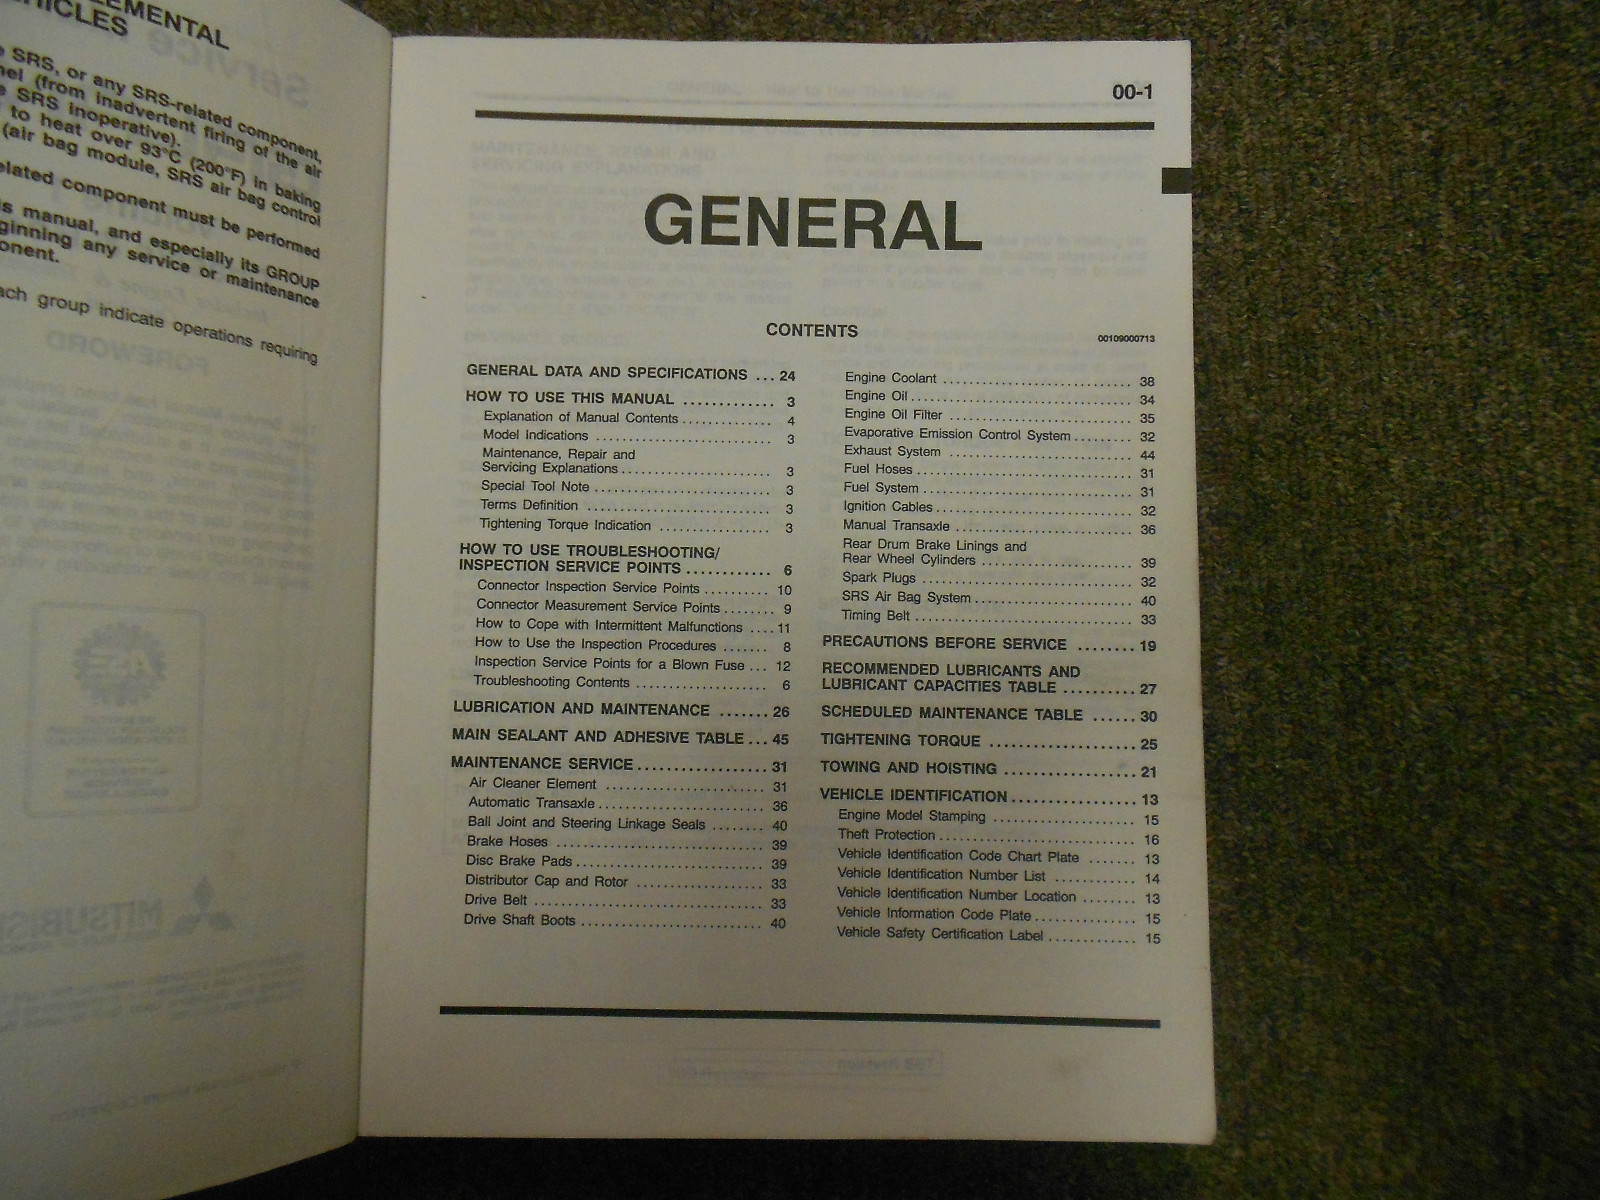 LEMENTAL
EHICLES
SRS, or any SRS-related component,
nel (from inadvertent firing of the air
SRS inoperative).
to heat over 93°C (200°F) in baking
(air bag module, SRS air bag control
elated component must be performed
is manual, and especially its GROUP
ginning any service or maintenance
onent.
ach group indicate operations requiring
FOREWORD
MITSUBIS
00-1
GENERAL
CONTENTS
00109000713
GENERAL DATA AND SPECIFICATIONS ... 24
HOW TO USE THIS MANUAL ............. 3
Explanation of Manual Contents .............. 4
Model Indications ........................... 3
Maintenance, Repair and
Servicing Explanations ....................... 3
Special Tool Note ........................... 3
Terms Definition ............................ 3
Tightening Torque Indication ................. 3
HOW TO USE TROUBLESHOOTING/
INSPECTION SERVICE POINTS ............ 6
Connector Inspection Service Points .......... 10
Connector Measurement Service Points ........ 9
How to Cope with Intermittent Malfunctions .... 11
How to Use the Inspection Procedures ....... 8
Inspection Service Points for a Blown Fuse ... 12
Troubleshooting Contents .................... 6
LUBRICATION AND MAINTENANCE ....... 26
MAIN SEALANT AND ADHESIVE TABLE ... 45
MAINTENANCE SERVICE .................. 31
Air Cleaner Element ........................ 31
Automatic Transaxle ......................... 36
Ball Joint and Steering Linkage Seals ........ 40
Brake Hoses ................................ 39
Disc Brake Pads ............................. 39
Distributor Cap and Rotor ................... 33
Drive Belt ................................... 33
Drive Shaft Boots ............................ 40
Engine Coolant ............................. 38
Engine Oil .................................. 34
Engine Oil Filter ............................. 35
Evaporative Emission Control System ......... 32
Exhaust System ............................ 44
Fuel Hoses ................................. 31
Fuel System ................................ 31
Ignition Cables .............................. 32
Manual Transaxle ........................... 36
Rear Drum Brake Linings and
Rear Wheel Cylinders ....................... 39
Spark Plugs ................................ 32
SRS Air Bag System ........................ 40
Timing Belt ................................. 33
PRECAUTIONS BEFORE SERVICE ........ 19
RECOMMENDED LUBRICANTS AND
LUBRICANT CAPACITIES TABLE .......... 27
SCHEDULED MAINTENANCE TABLE ...... 30
TIGHTENING TORQUE ................... 25
TOWING AND HOISTING ................. 21
VEHICLE IDENTIFICATION ................ 13
Engine Model Stamping ..................... 15
Theft Protection .............................. 16
Vehicle Identification Code Chart Plate ....... 13
Vehicle Identification Number List ............ 14
Vehicle Identification Number Location ........ 13
Vehicle Information Code Plate ............... 15
Vehicle Safety Certification Label ............. 15